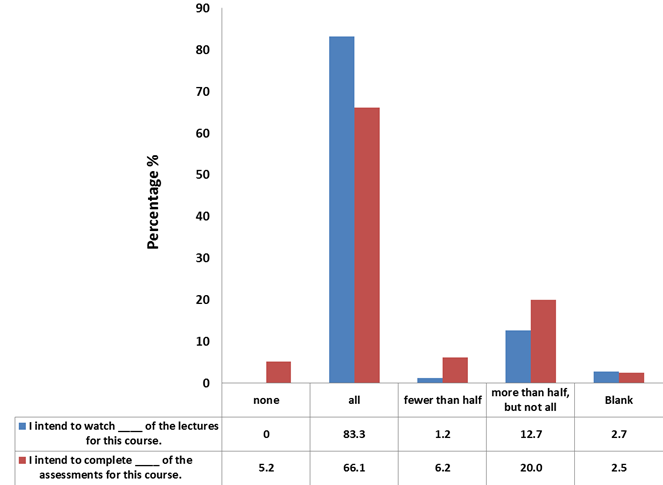 90
80
70
60
50
40
30
20
10
0
Percentage %
none all fewer than half more than half, but not all Blank
I intend to watch ____ of the lectures for this course. 0 83.3 1.2 12.7 2.7
I intend to complete ____ of the assessments for this course. 5.2 66.1 6.2 20.0 2.5